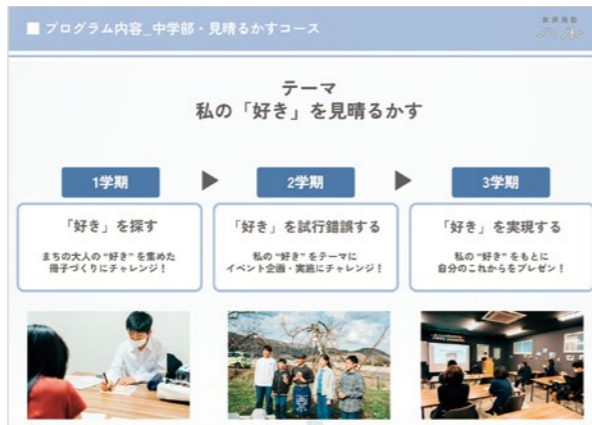 ■ プログラム内容_中学部・見晴るかすコース
テーマ
私の「好き」を見晴るかす
1学期
「好き」を探す
まちの大人の“好き”を集めた
冊子づくりにチャレンジ！
2学期
「好き」を試行錯誤する
私の“好き”をテーマに
イベント企画・実施にチャレンジ！
3学期
「好き」を実現する
私の“好き”をもとに
自分のこれからをプレゼン！